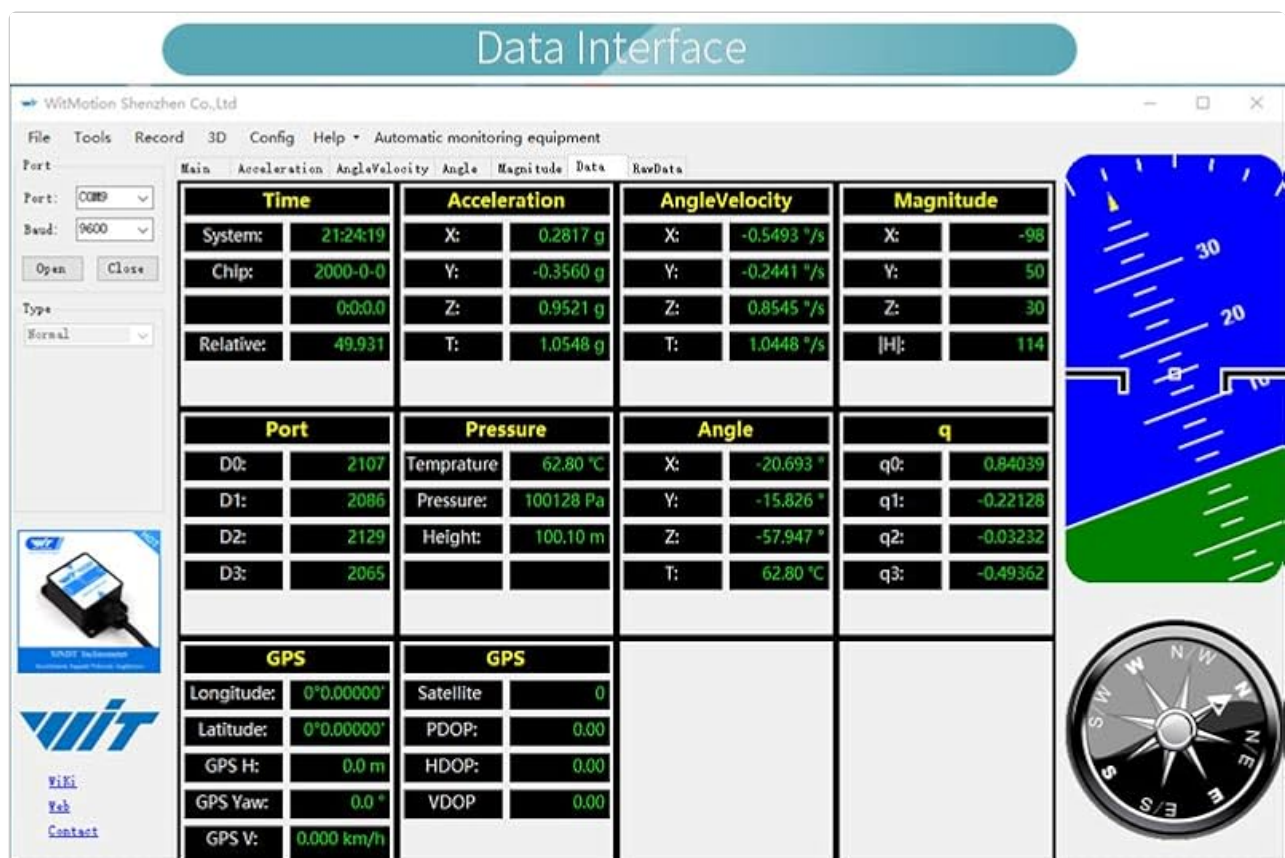 Data Interface
WitMotion Shenzhen Co.,Ltd
File Tools Record 3D Config Help Automatic monitoring equipment
Port
Port: COM9
Baud: 9600
Open Close
Type
Normal
Main Acceleration AngleVelocity Angle Magnitude Data RawData
Time
System: 21:24:19
Chip: 2000-0-0
0:0:0.0
Relative: 49.931
Acceleration
X: 0.2817 g
Y: -0.3560 g
Z: 0.9521 g
T: 1.0548 g
AngleVelocity
X: -0.5493 °/s
Y: -0.2441 °/s
Z: 0.8545 °/s
T: 1.0448 °/s
Magnitude
X: -98
Y: 50
Z: 30
|H|: 114
Port
D0: 2107
D1: 2086
D2: 2129
D3: 2065
Pressure
Temprature 62.80 °C
Pressure: 100128 Pa
Height: 100.10 m
Angle
X: -20.693 °
Y: -15.826 °
Z: -57.947 °
T: 62.80 °C
q
q0: 0.84039
q1: -0.22128
q2: -0.03232
q3: -0.49362
GPS
Longitude: 0°0.00000'
Latitude: 0°0.00000'
GPS H: 0.0 m
GPS Yaw: 0.0 °
GPS V: 0.000 km/h
GPS
Satellite 0
PDOP: 0.00
HDOP: 0.00
VDOP 0.00
30
20
10
HOT
WiT
WiT
WiKi
Web
Contact
N
N/E
E
E/S
S
S/W
W
N/W